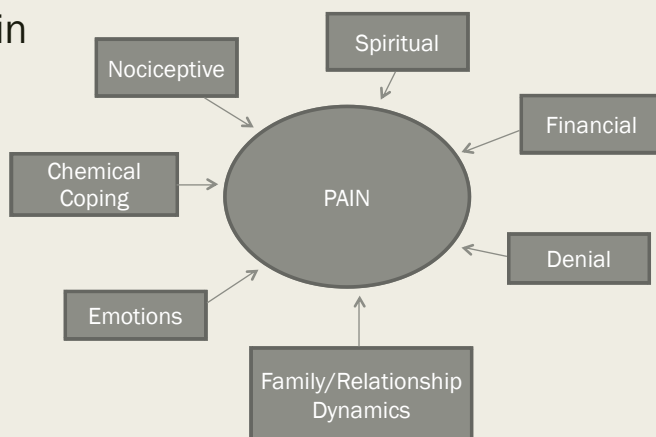 in
Spiritual
Nociceptive
Financial
Chemical
Coping
PAIN
Denial
Emotions
Family/Relationship
Dynamics